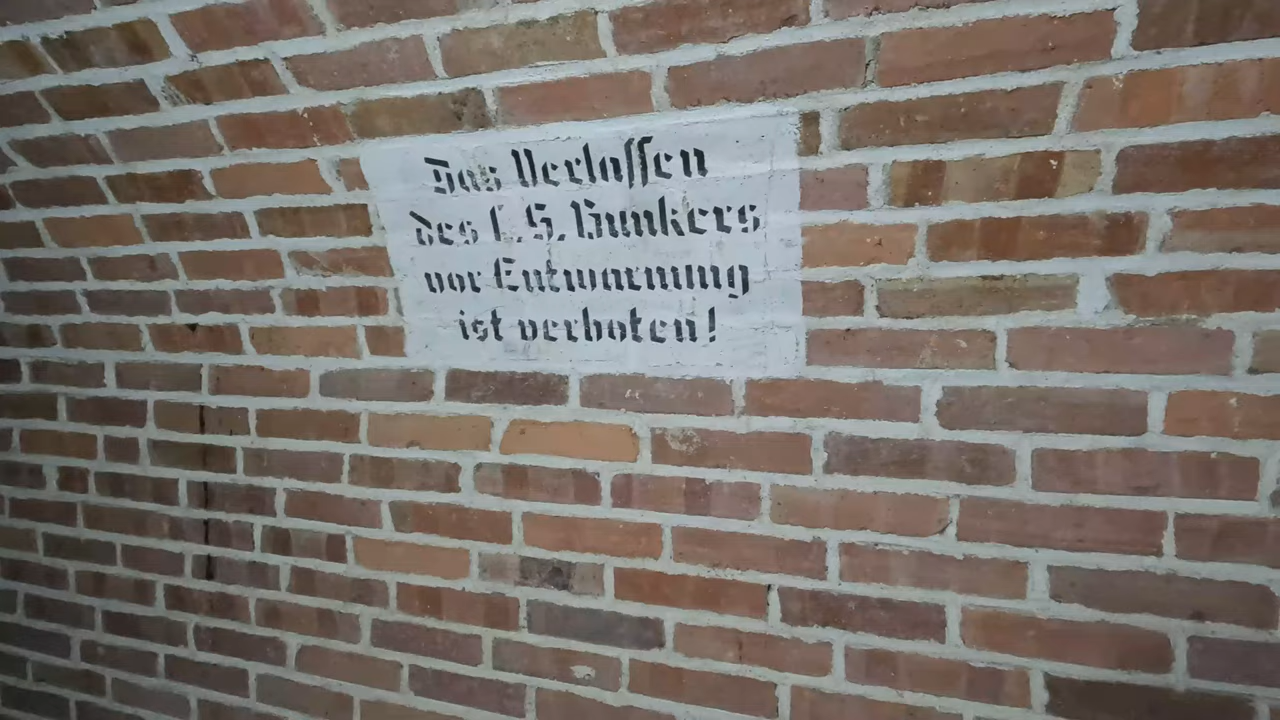 Das Verlassen
des L.S. Bunkers
vor Entwarnung
ist verboten!